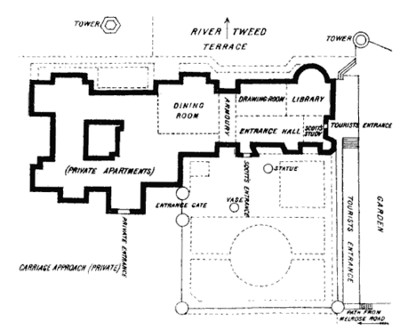 TOWER
RIVER TWEED
TERRACE
TOWER
DINING
ROOM
ARMOURY
DRAWING ROOM
LIBRARY
ENTRANCE HALL
SCOTT'S
STUDY
TOURISTS ENTRANCE
(PRIVATE APARTMENTS)
SCOTT'S ENTRANCE
STATUE
VASE
ENTRANCE GATE
PRIVATE ENTRANCE
CARRIAGE APPROACH (PRIVATE)
TOURISTS ENTRANCE
GARDEN
PATH FROM
MELROSE ROAD